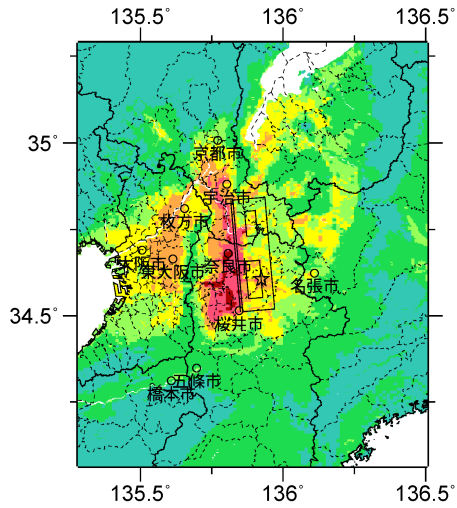 135.5° 136° 136.5°
35°
京都市
宇治市
枚方市
大阪市
東大阪市
奈良市
名張市
34.5°
桜井市
五條市
橋本市
135.5° 136° 136.5°